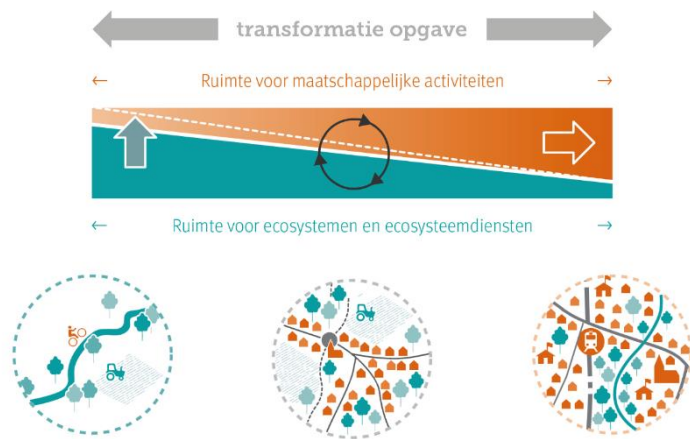 transformatie opgave
← Ruimte voor maatschappelijke activiteiten →
← Ruimte voor ecosystemen en ecosysteemdiensten →